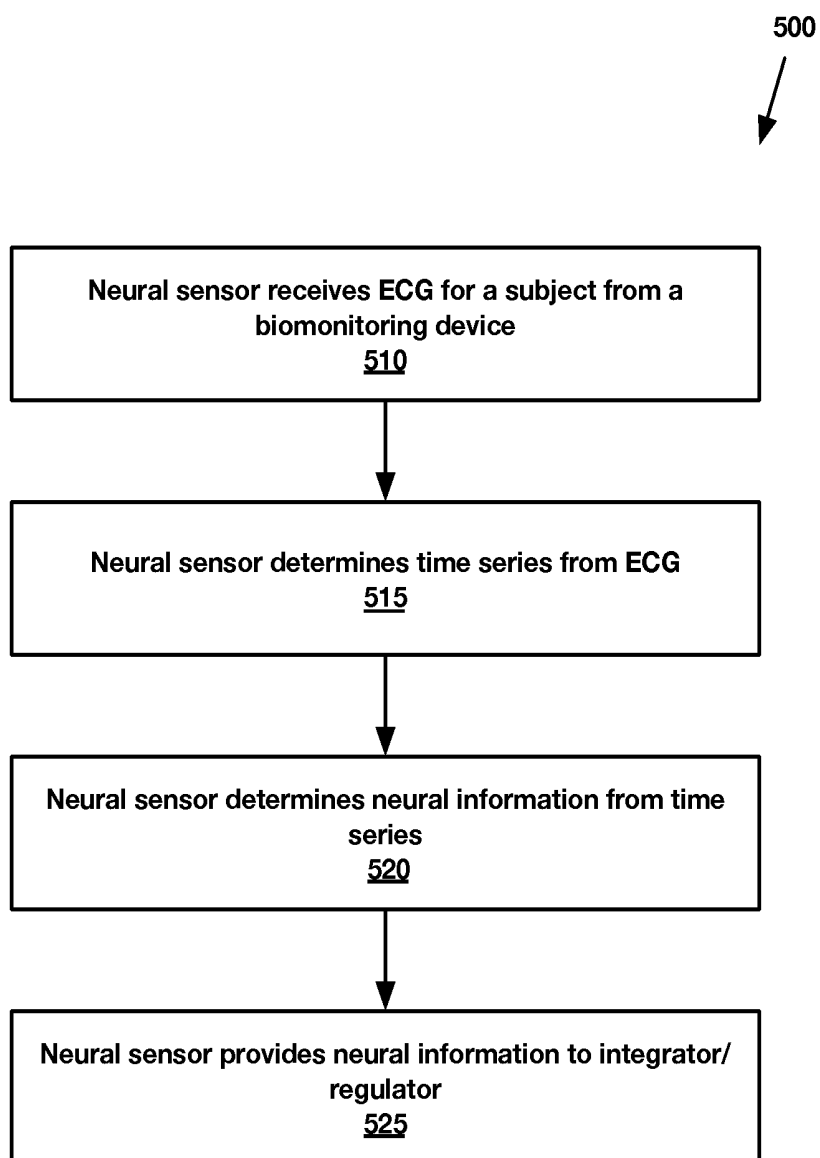 500
Neural sensor receives ECG for a subject from a
biomonitoring device
510
Neural sensor determines time series from ECG
515
Neural sensor determines neural information from time
series
520
Neural sensor provides neural information to integrator/
regulator
525